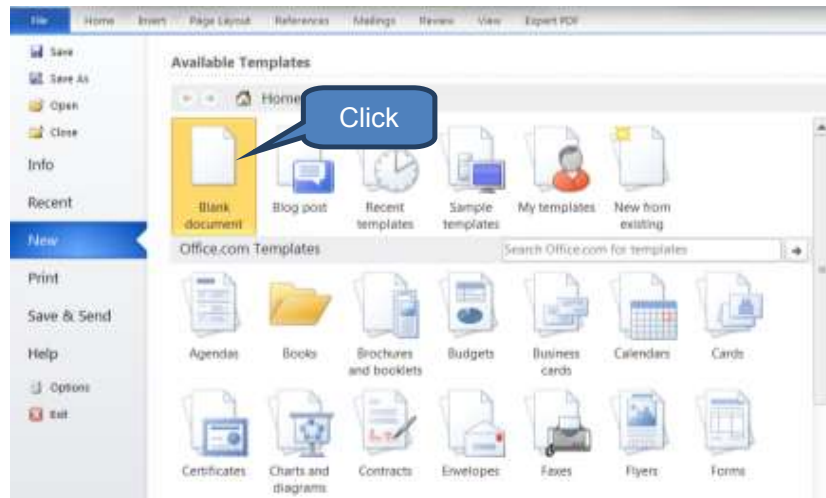 File Home Insert Page Layout References Mailings Review View Expert PDF
Save
Save As
Open
Close
Info
Recent
New
Print
Save & Send
Help
Options
Exit
Available Templates
Home
Click
Blank document
Blog post
Recent templates
Sample templates
My templates
New from existing
Office.com Templates
Search Office.com for templates
Agendas
Books
Brochures and booklets
Budgets
Business cards
Calendars
Cards
Certificates
Charts and diagrams
Contracts
Envelopes
Faxes
Flyers
Forms